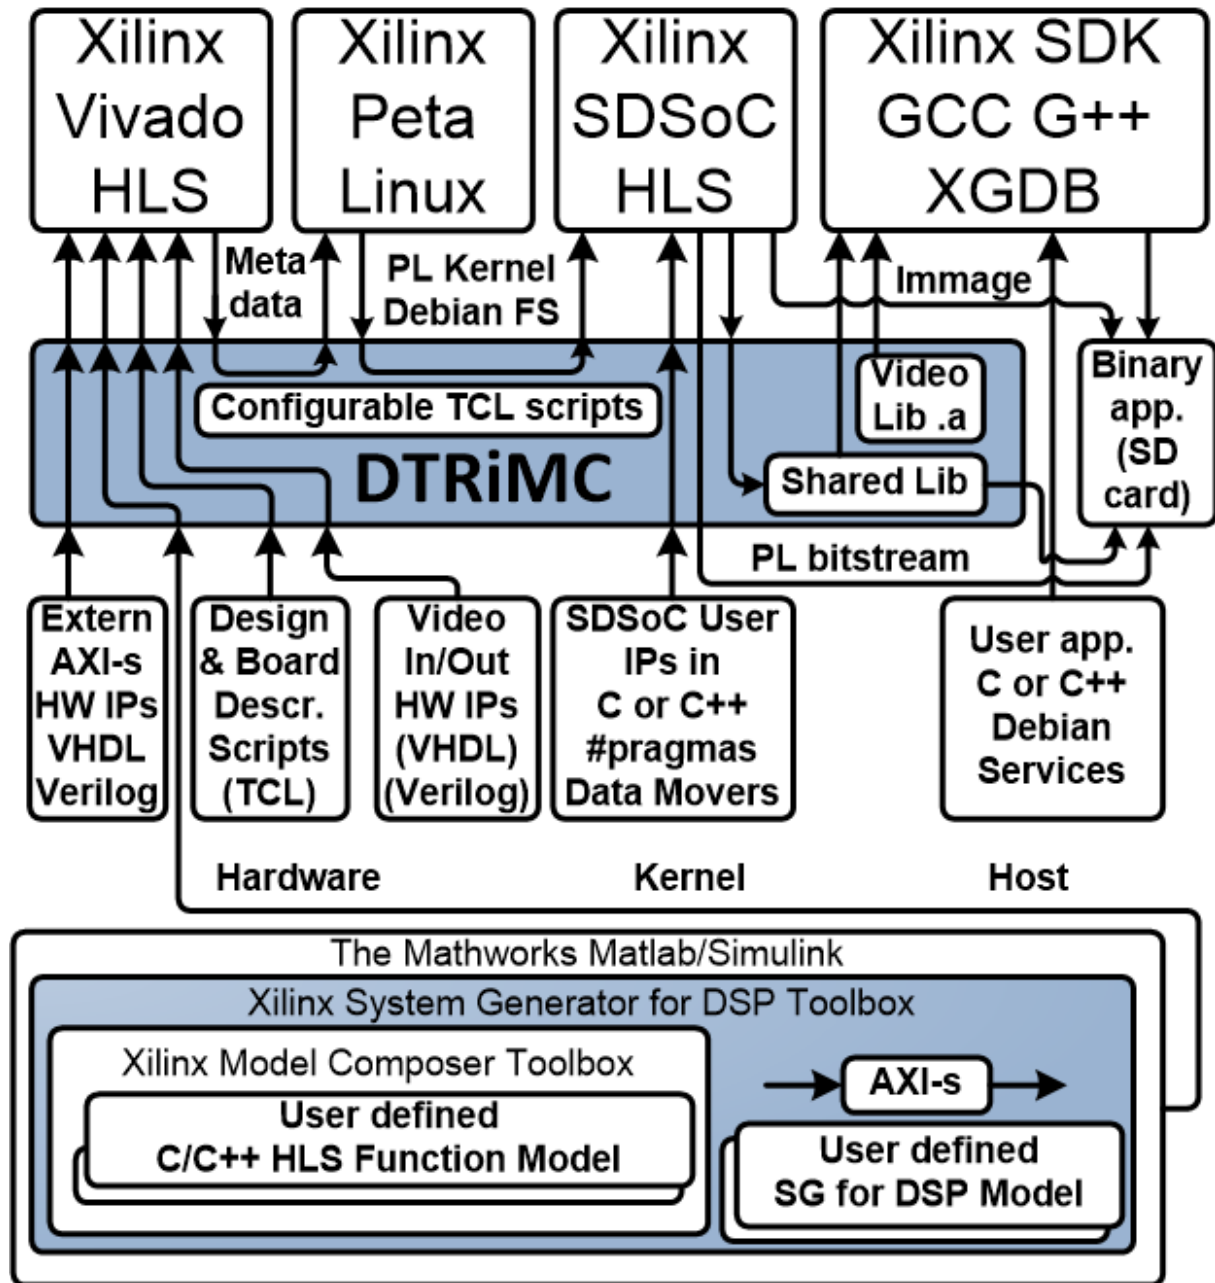 Xilinx
Vivado
HLS
Xilinx
Peta
Linux
Xilinx
SDSoC
HLS
Xilinx SDK
GCC G++
XGDB
Meta
data
PL Kernel
Debian FS
Immage
Configurable TCL scripts
DTRiMC
Video
Lib .a
Shared Lib
Binary
app.
(SD
card)
PL bitstream
Extern
AXI-s
HW IPs
VHDL
Verilog
Design
& Board
Descr.
Scripts
(TCL)
Video
In/Out
HW IPs
(VHDL)
(Verilog)
SDSoC User
IPs in
C or C++
#pragmas
Data Movers
User app.
C or C++
Debian
Services
Hardware
Kernel
Host
The Mathworks Matlab/Simulink
Xilinx System Generator for DSP Toolbox
Xilinx Model Composer Toolbox
User defined
C/C++ HLS Function Model
AXI-s
User defined
SG for DSP Model